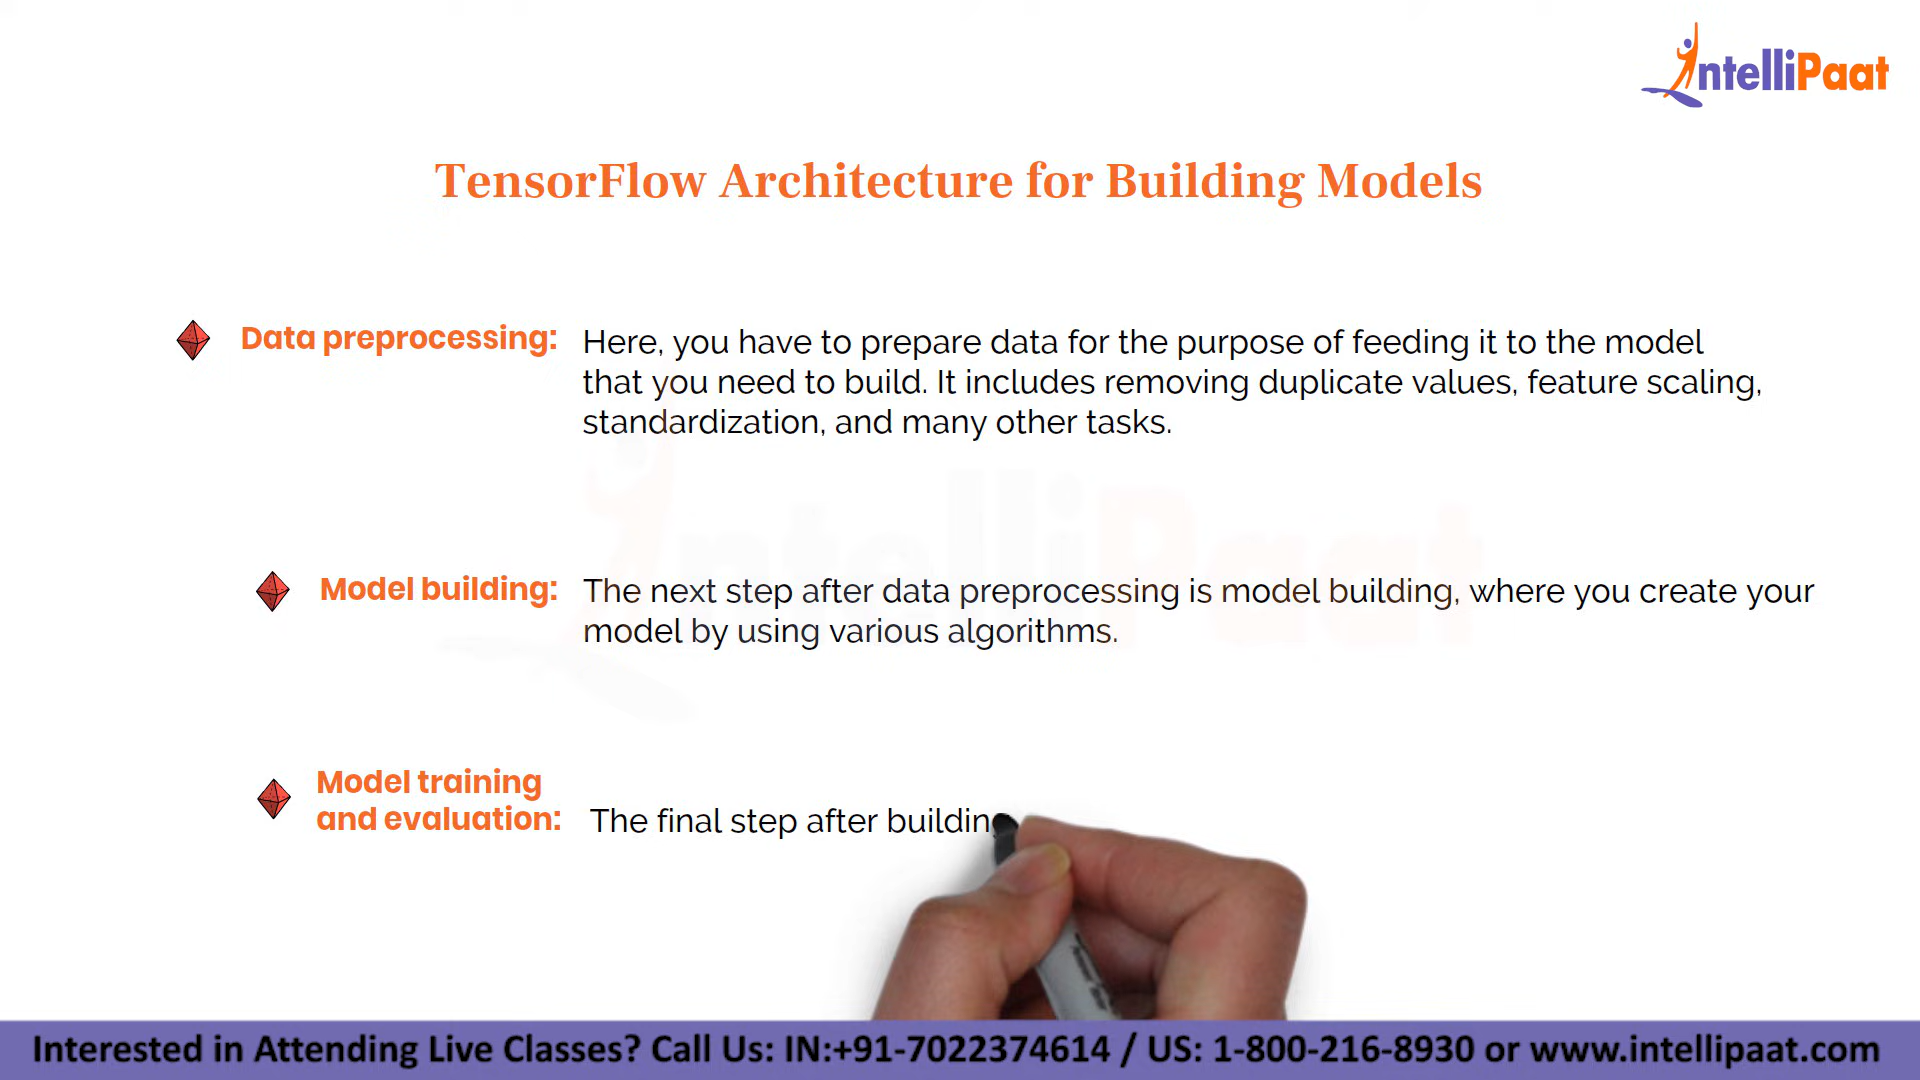 IntelliPaat
TensorFlow Architecture for Building Models
Data preprocessing: Here, you have to prepare data for the purpose of feeding it to the model
that you need to build. It includes removing duplicate values, feature scaling,
standardization, and many other tasks.
Model building: The next step after data preprocessing is model building, where you create your
model by using various algorithms.
Model training
and evaluation: The final step after buildin
Interested in Attending Live Classes? Call Us: IN:+91-7022374614 / US: 1-800-216-8930 or www.intellipaat.com